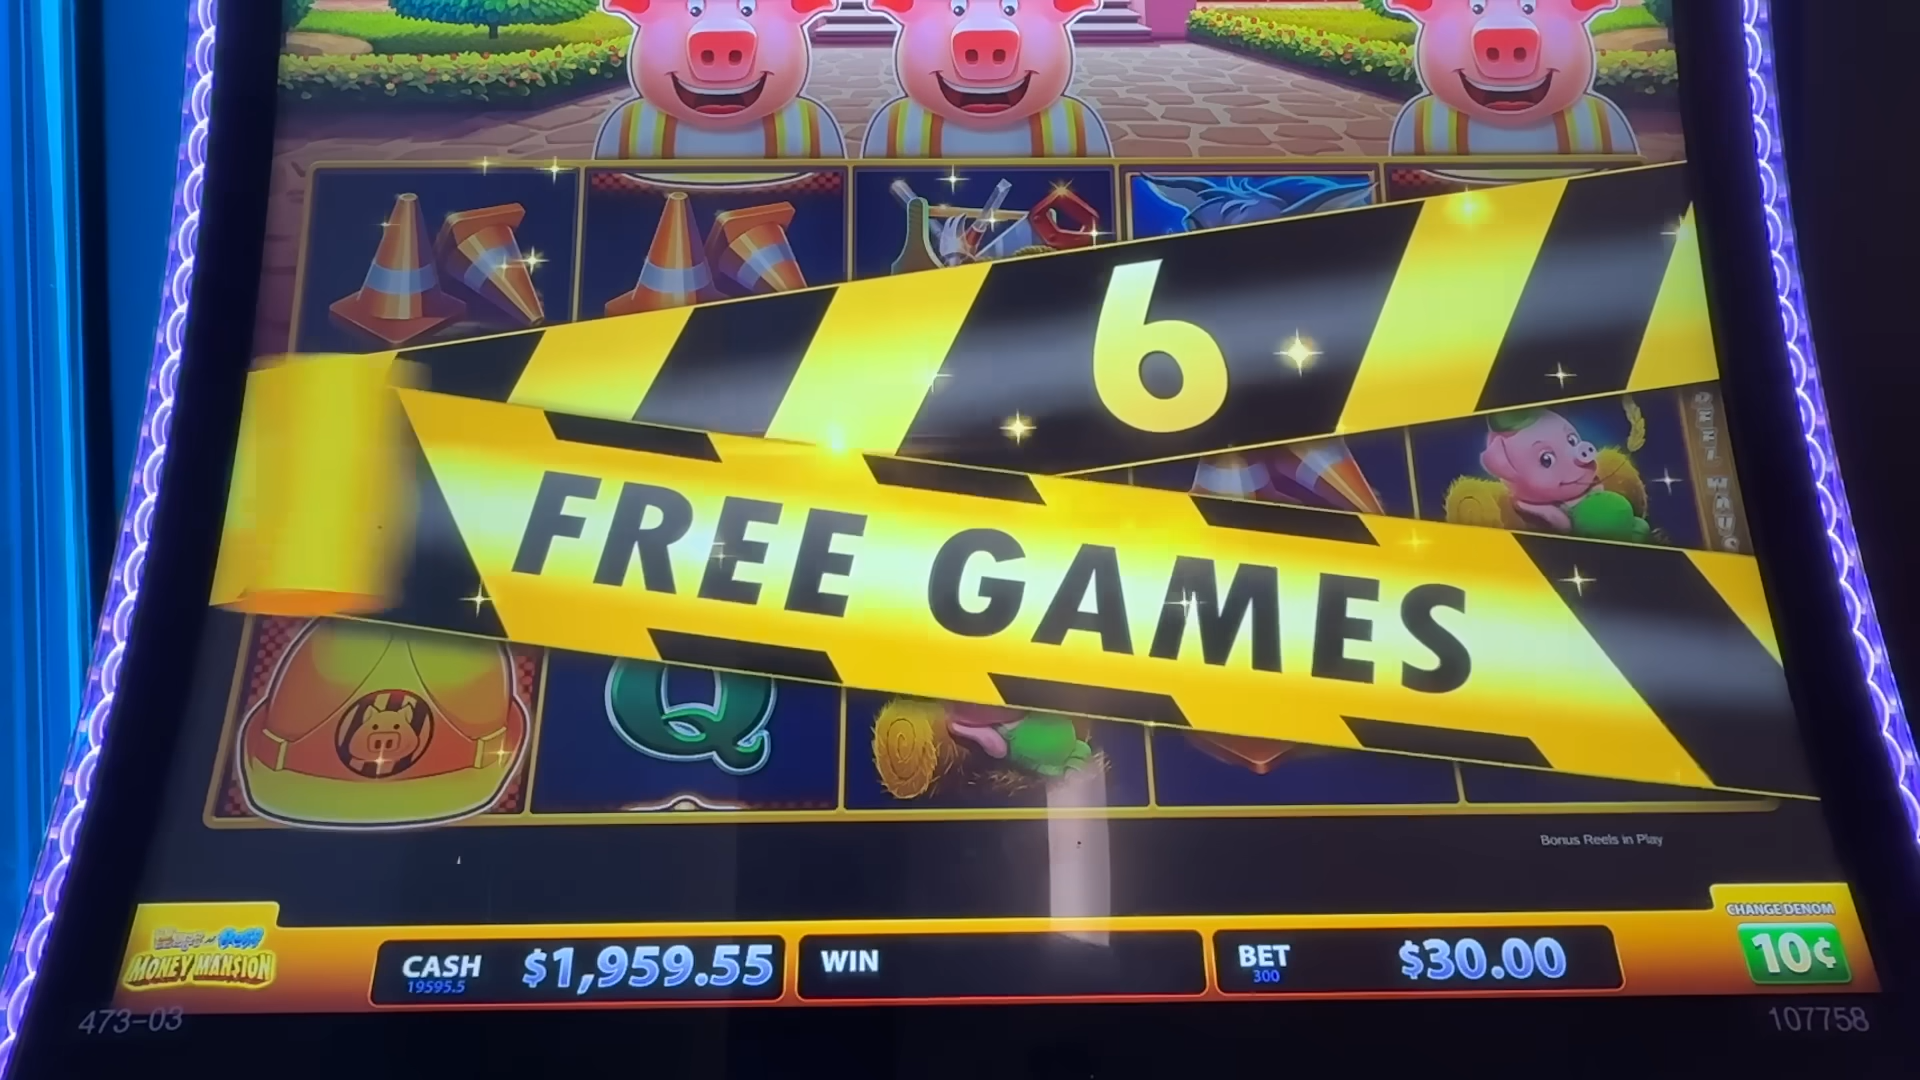 6
FREE GAMES
Q
Bonus Reels in Play
CHANGE DENOM
10¢
MONEY MANSION
CASH
19595.5
$1,959.55
WIN
BET
300
$30.00
473-03
107758